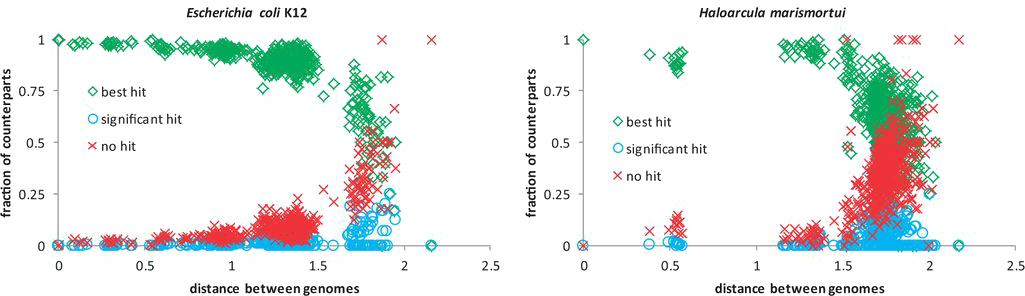 Escherichia coli K12
1
0.75
0.5
0.25
0
fraction of counterparts
best hit
significant hit
no hit
0 0.5 1 1.5 2 2.5
distance between genomes
Haloarcula marismortui
1
0.75
0.5
0.25
0
fraction of counterparts
best hit
significant hit
no hit
0 0.5 1 1.5 2 2.5
distance between genomes